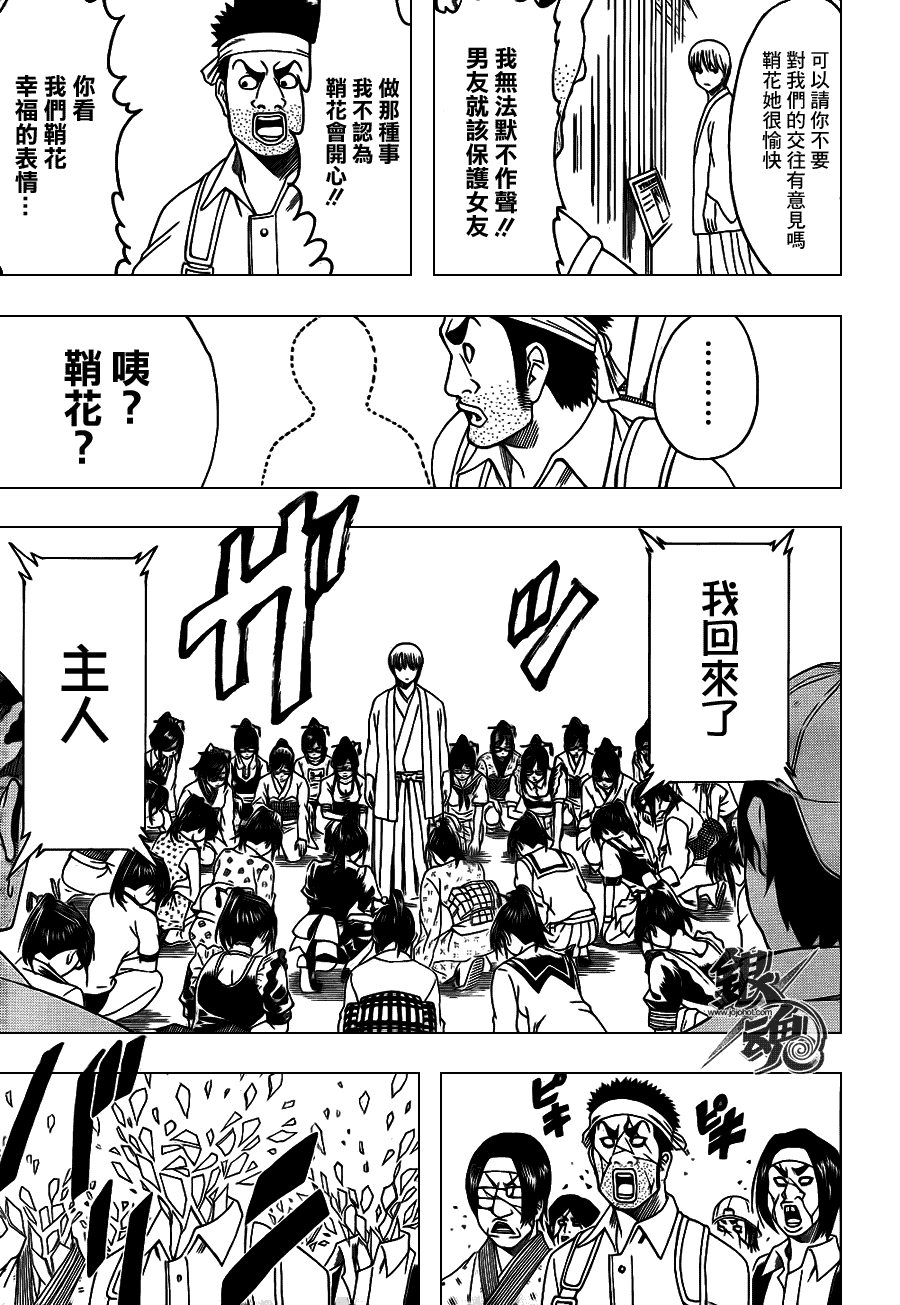 可以請你不要
對我們的交往有意見嗎
鞘花她很愉快
我無法默不作聲!!
男友就該保護女友
做那種事
我不認為
鞘花會開心!!
你看
我們鞘花
幸福的表情…
………
咦?
鞘花?
我回來了
ザッ
主人
銀魂
www.jojohot.com
ピキ
ピキ